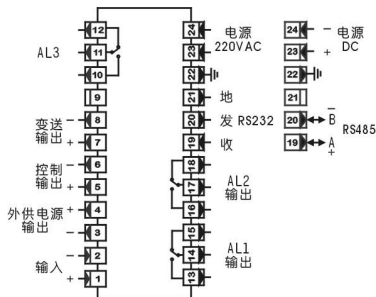 12
11
10
9
8
7
6
5
4
3
2
1
AL3
变送 -
输出 +
控制 -
输出 +
外供电源 +
输出 -
输入 -
+
24
23
22
21
20
19
18
17
16
15
14
13
电源
220VAC
地
发 RS232
收
AL2
输出
AL1
输出
24 - 电源
23 + DC
22
21
20 B
19 A
+
RS485